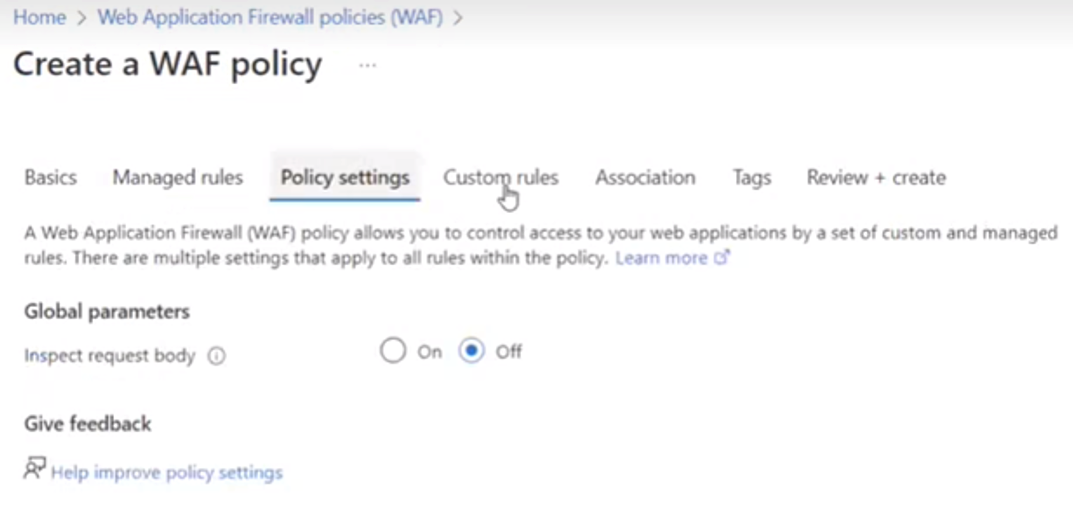 Home > Web Application Firewall policies (WAF) >
Create a WAF policy ...
Basics Managed rules Policy settings Custom rules Association Tags Review + create
A Web Application Firewall (WAF) policy allows you to control access to your web applications by a set of custom and managed
rules. There are multiple settings that apply to all rules within the policy. Learn more
Global parameters
Inspect request body On Off
Give feedback
Help improve policy settings